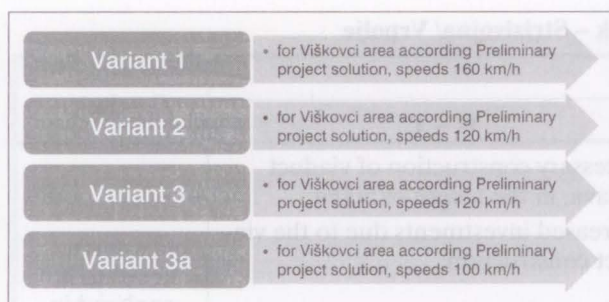 Variant 1
• for Viškovci area according Preliminary
project solution, speeds 160 km/h
Variant 2
• for Viškovci area according Preliminary
project solution, speeds 120 km/h
Variant 3
• for Viškovci area according Preliminary
project solution, speeds 120 km/h
Variant 3a
• for Viškovci area according Preliminary
project solution, speeds 100 km/h